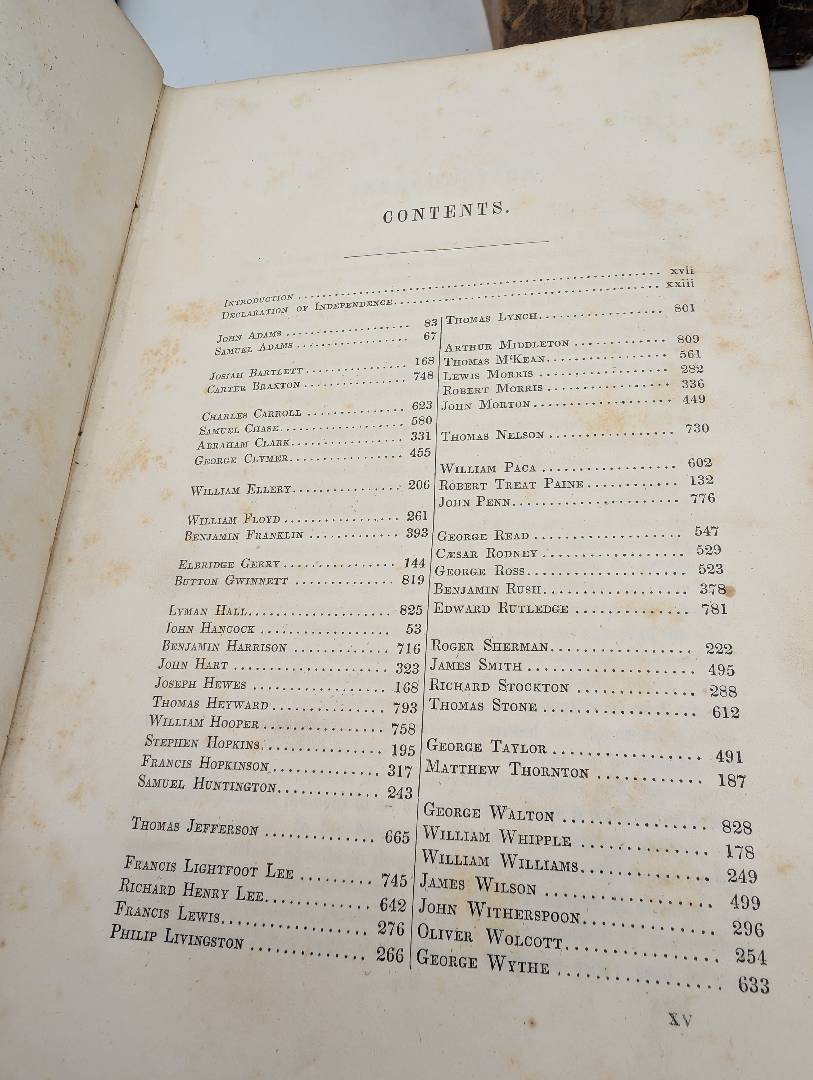 CONTENTS.
INTRODUCTION .......... xvii
DECLARATION OF INDEPENDENCE .......... xxiii
JOHN ADAMS .......... 83
SAMUEL ADAMS .......... 67
JOSIAH BARTLETT .......... 168
CARTER BRAXTON .......... 748
CHARLES CARROLL .......... 623
SAMUEL CHASE .......... 580
ABRAHAM CLARK .......... 331
GEORGE CLYMER .......... 455
WILLIAM ELLERY .......... 206
WILLIAM FLOYD .......... 261
BENJAMIN FRANKLIN .......... 393
ELBRIDGE GERRY .......... 144
BUTTON GWINNETT .......... 819
LYMAN HALL .......... 825
JOHN HANCOCK .......... 53
BENJAMIN HARRISON .......... 716
JOHN HART .......... 323
JOSEPH HEWES .......... 168
THOMAS HEYWARD .......... 793
WILLIAM HOOPER .......... 758
STEPHEN HOPKINS .......... 195
FRANCIS HOPKINSON .......... 317
SAMUEL HUNTINGTON .......... 243
THOMAS JEFFERSON .......... 665
FRANCIS LIGHTFOOT LEE .......... 745
RICHARD HENRY LEE .......... 642
FRANCIS LEWIS .......... 276
PHILIP LIVINGSTON .......... 266
THOMAS LYNCH .......... 801
ARTHUR MIDDLETON .......... 809
THOMAS M'KEAN .......... 561
LEWIS MORRIS .......... 282
ROBERT MORRIS .......... 336
JOHN MORTON .......... 449
THOMAS NELSON .......... 730
WILLIAM PACA .......... 602
ROBERT TREAT PAINE .......... 132
JOHN PENN .......... 776
GEORGE READ .......... 547
CÆSAR RODNEY .......... 529
GEORGE ROSS .......... 523
BENJAMIN RUSH .......... 378
EDWARD RUTLEDGE .......... 781
ROGER SHERMAN .......... 222
JAMES SMITH .......... 495
RICHARD STOCKTON .......... 288
THOMAS STONE .......... 612
GEORGE TAYLOR .......... 491
MATTHEW THORNTON .......... 187
GEORGE WALTON .......... 828
WILLIAM WHIPPLE .......... 178
WILLIAM WILLIAMS .......... 249
JAMES WILSON .......... 499
JOHN WITHERSPOON .......... 296
OLIVER WOLCOTT .......... 254
GEORGE WYTHE .......... 633
XV